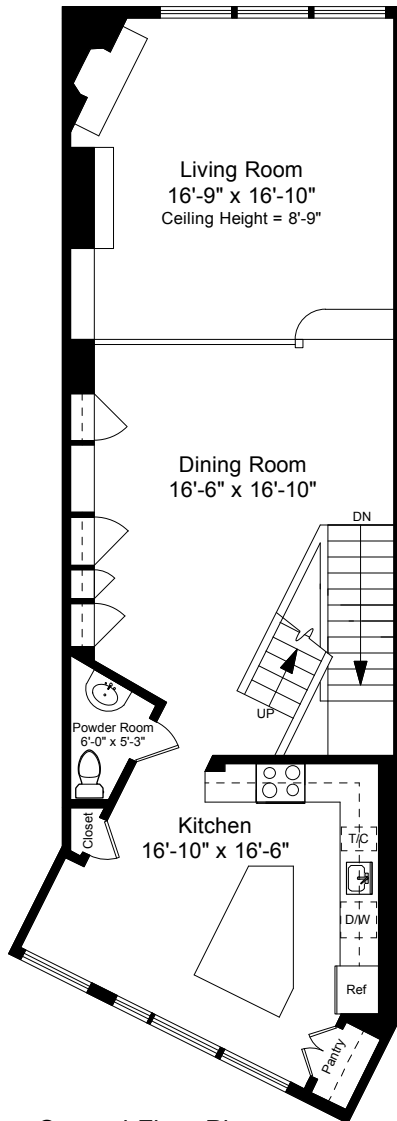 Living Room
16'-9" x 16'-10"
Ceiling Height = 8'-9"
Dining Room
16'-6" x 16'-10"
DN
UP
Powder Room
6'-0" x 5'-3"
Closet
Kitchen
16'-10" x 16'-6"
T/C
D/W
Ref
Pantry